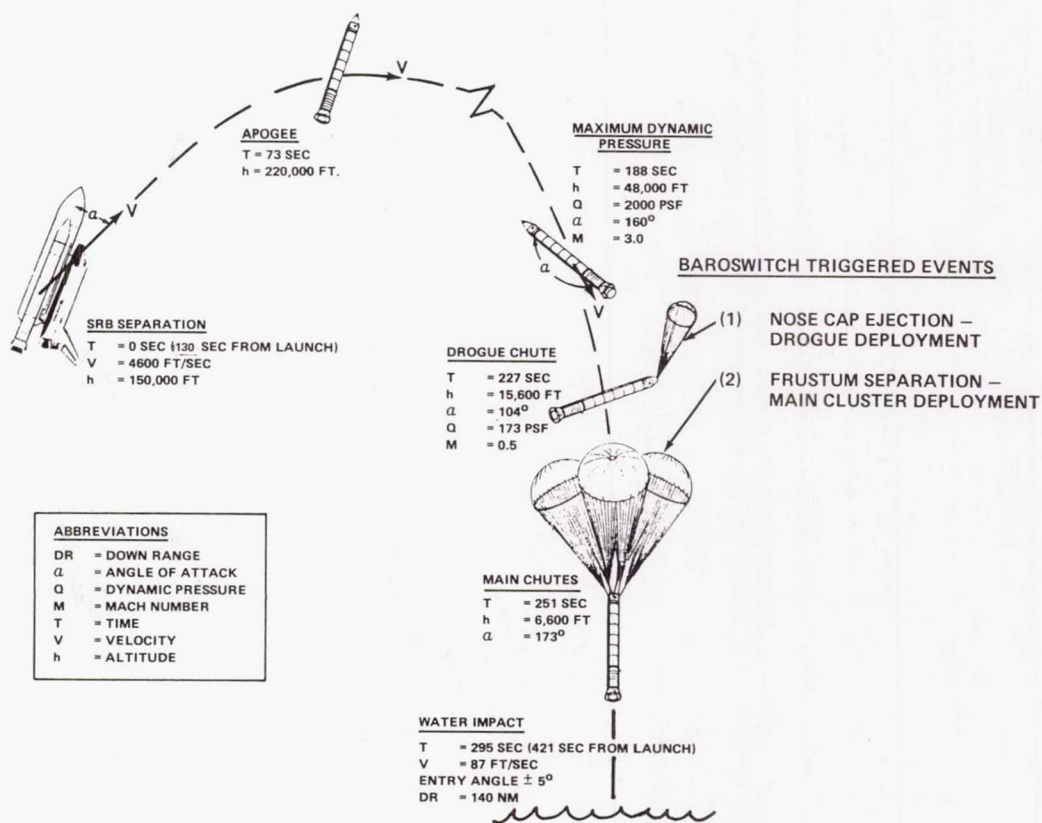 V
APOGEE
T = 73 SEC
h = 220,000 FT.
MAXIMUM DYNAMIC
PRESSURE
T = 188 SEC
h = 48,000 FT
Q = 2000 PSF
α = 160°
M = 3.0
α
V
α
V
SRB SEPARATION
T = 0 SEC (130 SEC FROM LAUNCH)
V = 4600 FT/SEC
h = 150,000 FT
BAROSWITCH TRIGGERED EVENTS
(1) NOSE CAP EJECTION –
DROGUE DEPLOYMENT
(2) FRUSTUM SEPARATION –
MAIN CLUSTER DEPLOYMENT
DROGUE CHUTE
T = 227 SEC
h = 15,600 FT
α = 104°
Q = 173 PSF
M = 0.5
ABBREVIATIONS
DR = DOWN RANGE
α = ANGLE OF ATTACK
Q = DYNAMIC PRESSURE
M = MACH NUMBER
T = TIME
V = VELOCITY
h = ALTITUDE
MAIN CHUTES
T = 251 SEC
h = 6,600 FT
α = 173°
WATER IMPACT
T = 295 SEC (421 SEC FROM LAUNCH)
V = 87 FT/SEC
ENTRY ANGLE ± 5°
DR = 140 NM